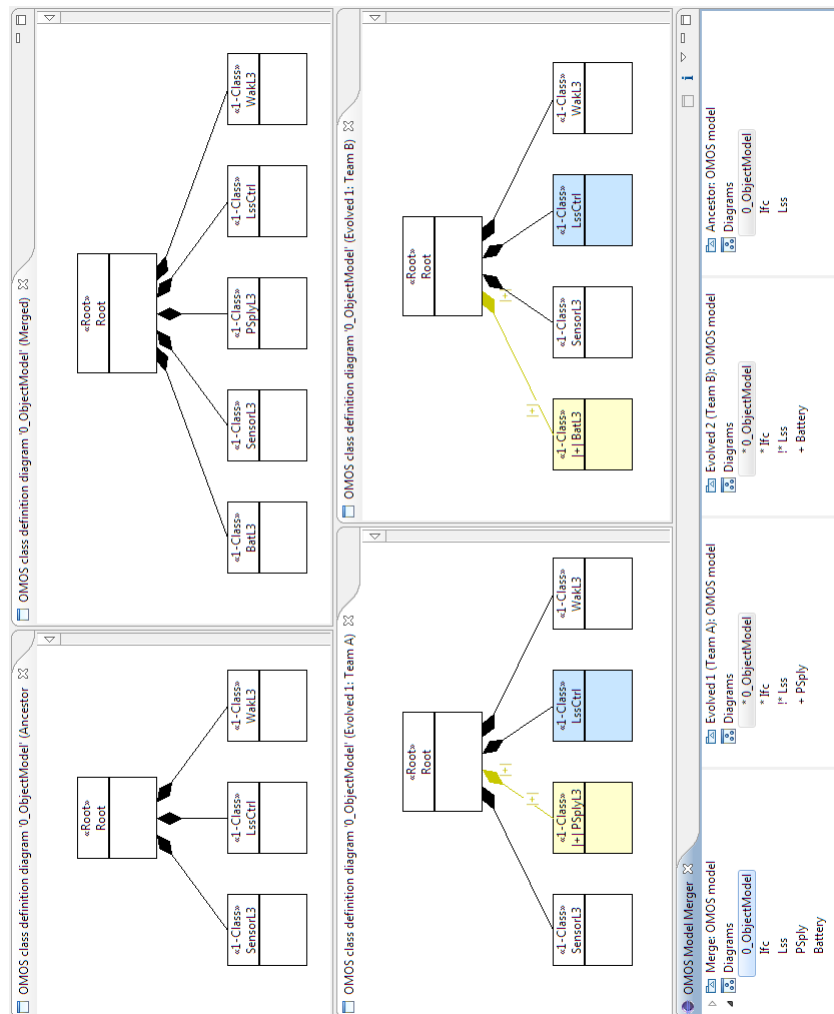 OMOS class definition diagram '0_ObjectModel' (Ancestor
«Root»
Root
«1-Class»
SensorL3
«1-Class»
LssCtrl
«1-Class»
WakL3
OMOS class definition diagram '0_ObjectModel' (Merged)
«Root»
Root
«1-Class»
BatL3
«1-Class»
SensorL3
«1-Class»
PSplyL3
«1-Class»
LssCtrl
«1-Class»
WakL3
OMOS class definition diagram '0_ObjectModel' (Evolved 1: Team A)
«Root»
Root
|+|
|+|
«1-Class»
SensorL3
«1-Class»
|+| PSplyL3
«1-Class»
LssCtrl
«1-Class»
WakL3
OMOS class definition diagram '0_ObjectModel' (Evolved 1: Team B)
«Root»
Root
|+|
|+|
«1-Class»
|+| BatL3
«1-Class»
SensorL3
«1-Class»
LssCtrl
«1-Class»
WakL3
OMOS Model Merger
Merge: OMOS model
Diagrams
0_ObjectModel
Ifc
Lss
PSply
Battery
Evolved 1 (Team A): OMOS model
Diagrams
* 0_ObjectModel
* Ifc
!* Lss
+ PSply
Evolved 2 (Team B): OMOS model
Diagrams
* 0_ObjectModel
* Ifc
!* Lss
+ Battery
Ancestor: OMOS model
Diagrams
0_ObjectModel
Ifc
Lss